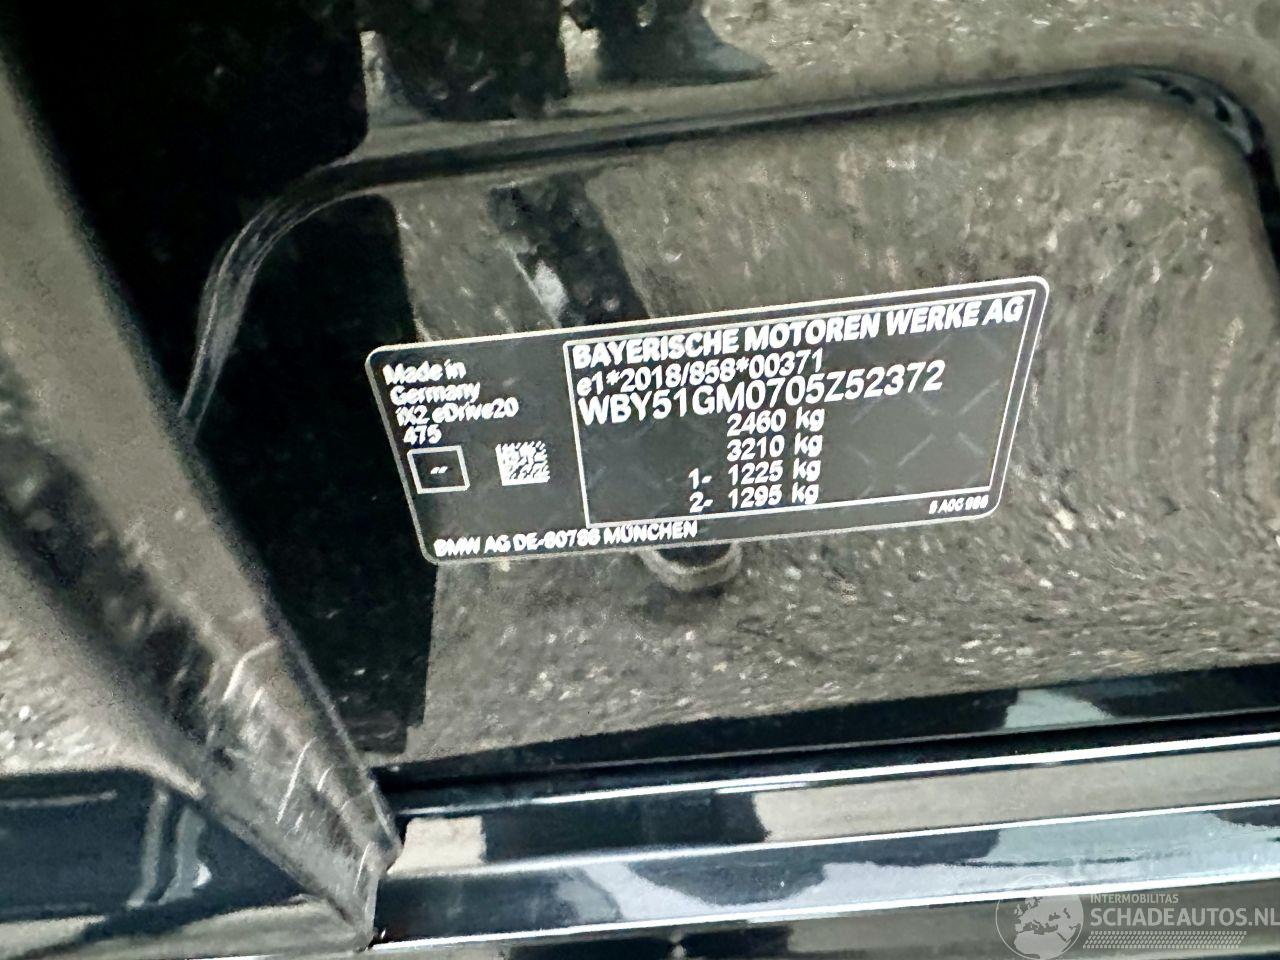 Made in
Germany
iX2 eDrive20
475
--
BAYERISCHE MOTOREN WERKE AG
e1*2018/858*00371
WBY51GM0705Z52372
2460 kg
3210 kg
1- 1225 kg
2- 1295 kg
BMW AG DE-80788 MÜNCHEN
INTERMOBILITAS
SCHADEAUTOS.NL